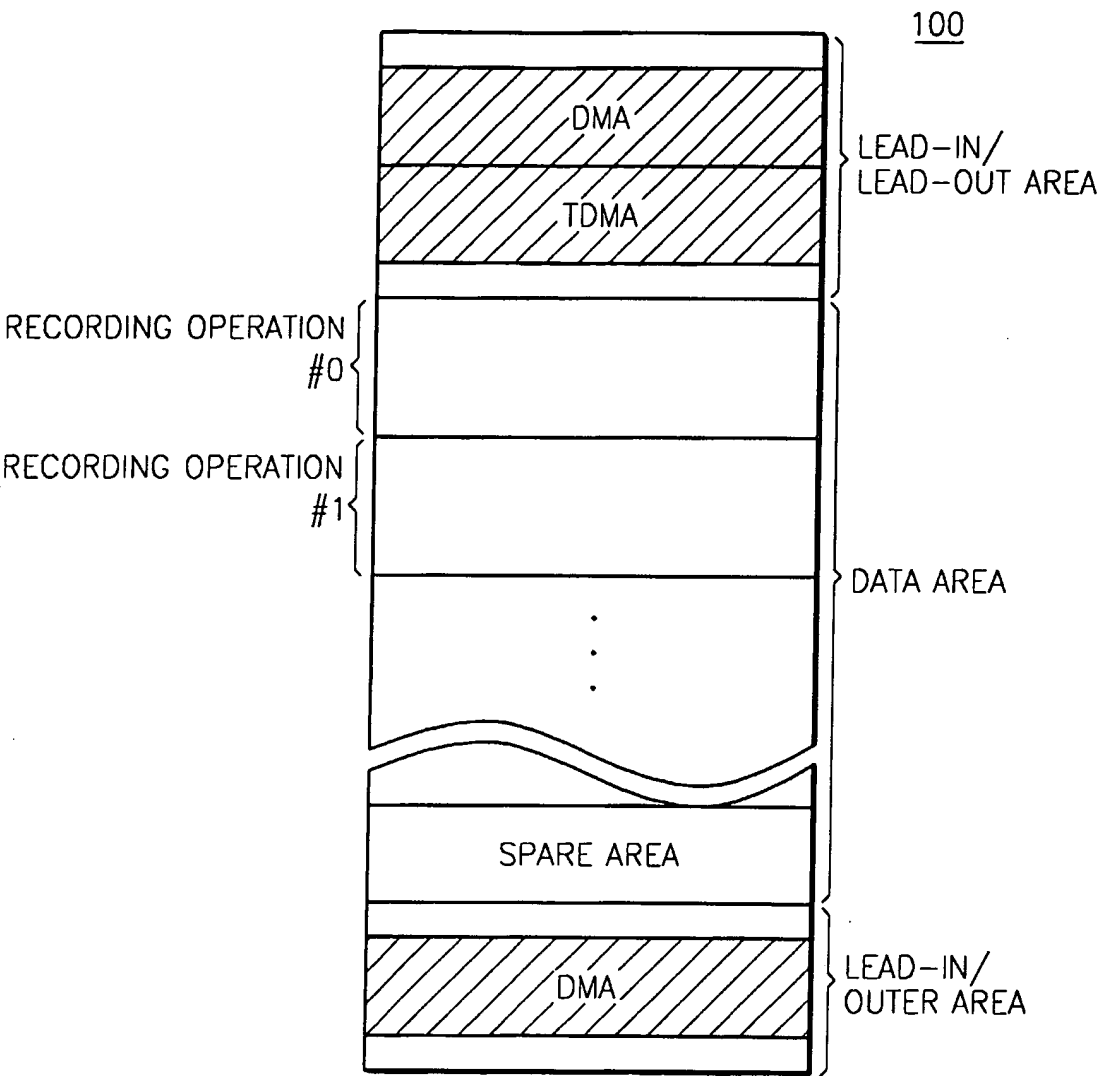 100
DMA
LEAD-IN/
LEAD-OUT AREA
TDMA
RECORDING OPERATION
#0
RECORDING OPERATION
#1
DATA AREA
SPARE AREA
DMA
LEAD-IN/
OUTER AREA